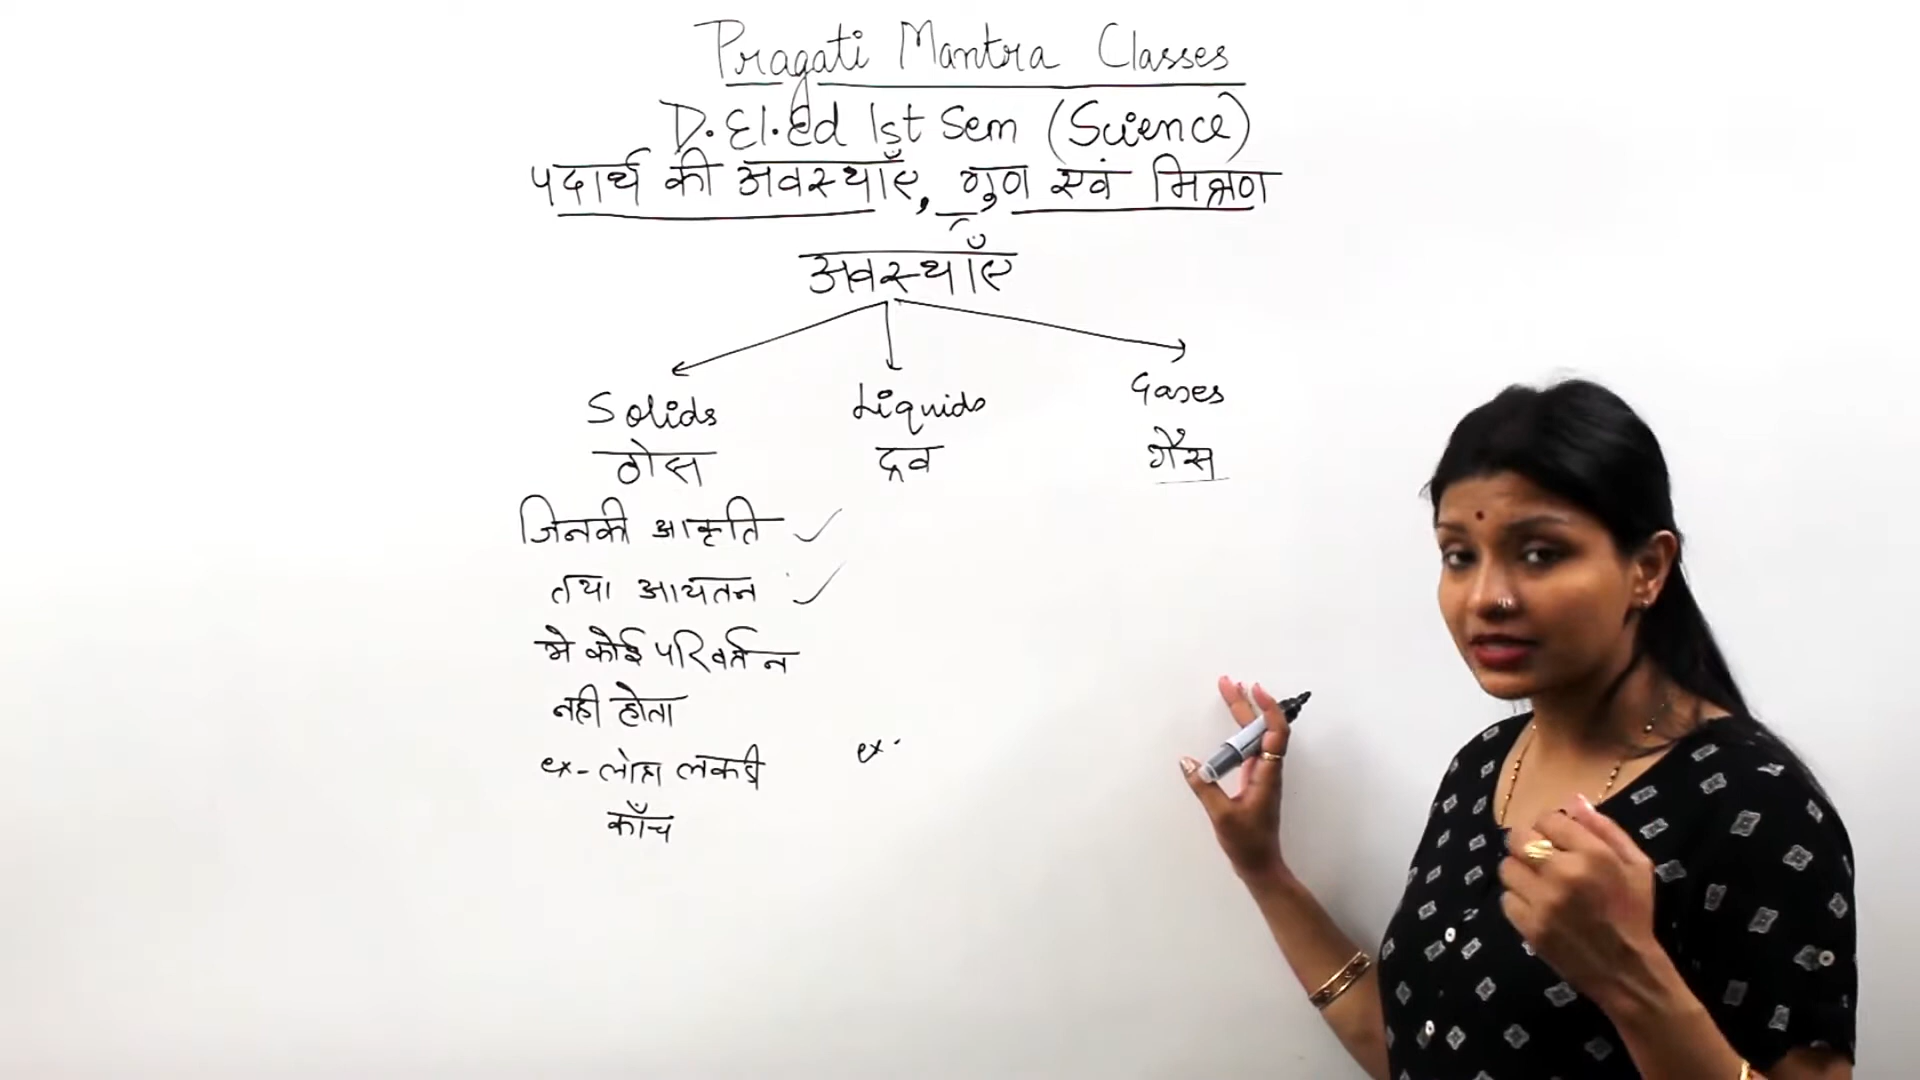 Pragati Mantra Classes
D.El.Ed 1st Sem (Science)
पदार्थ की अवस्थाएँ, गुण एवं मिश्रण
अवस्थाएँ
Solids Liquids Gases
ठोस द्रव गैस
जिनकी आकृति
तथा आयतन
मे कोई परिवर्तन
नही होता
ex- लोहा लकडी ex-
काँच